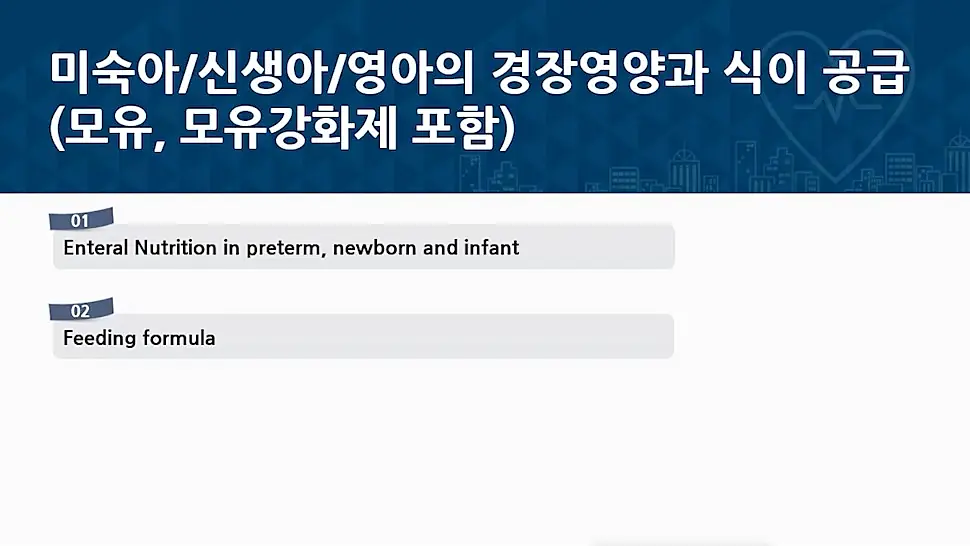 미숙아/신생아/영아의 경장영양과 식이 공급
(모유, 모유강화제 포함)
01
Enteral Nutrition in preterm, newborn and infant
02
Feeding formula